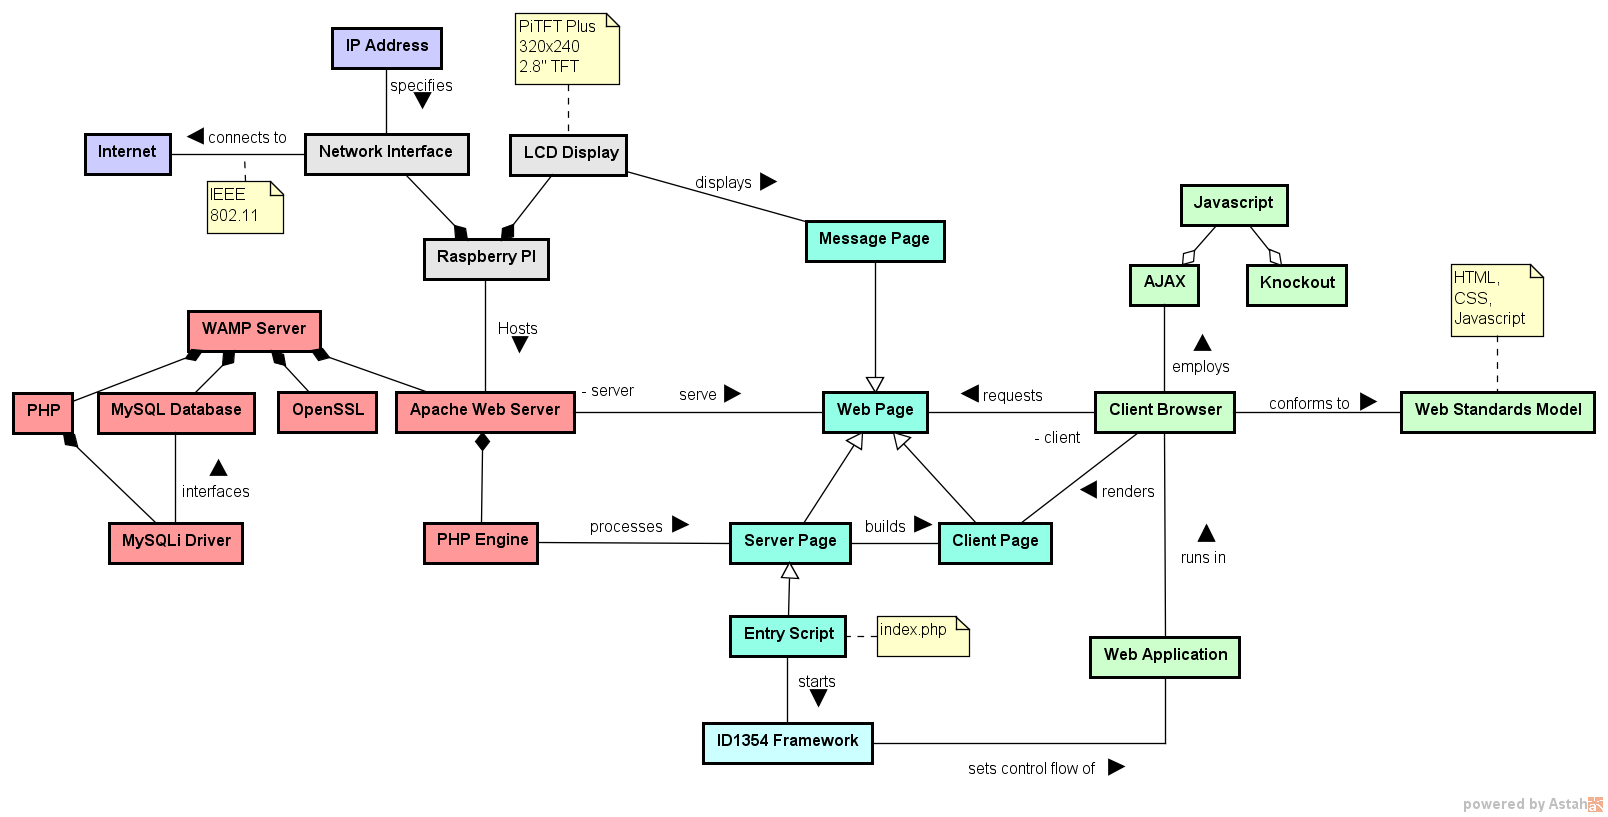 PiTFT Plus
320x240
2.8" TFT
IP Address
specifies
connects to
Internet
Network Interface
LCD Display
IEEE
802.11
displays
Javascript
Message Page
Raspberry PI
AJAX
Knockout
HTML,
CSS,
Javascript
WAMP Server
Hosts
employs
- server
serve
requests
conforms to
PHP
MySQL Database
OpenSSL
Apache Web Server
Web Page
Client Browser
Web Standards Model
- client
interfaces
renders
processes
builds
MySQLi Driver
PHP Engine
Server Page
Client Page
runs in
Entry Script
index.php
Web Application
starts
ID1354 Framework
sets control flow of
powered by Astah